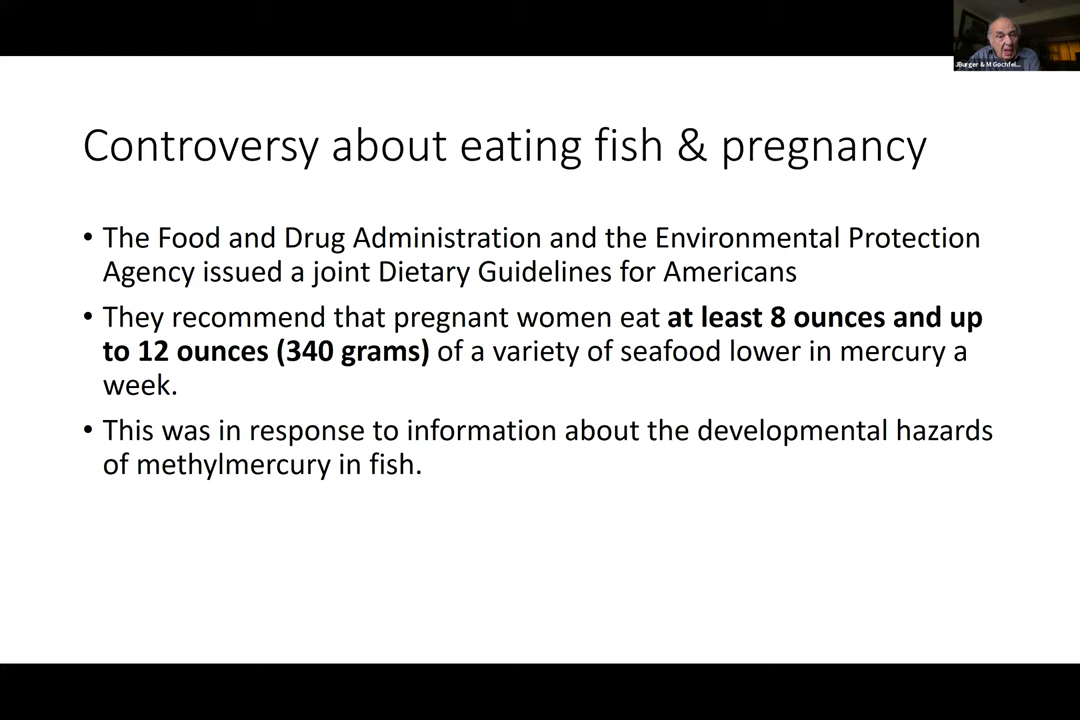 JBurger & M Gochfel...
Controversy about eating fish & pregnancy
• The Food and Drug Administration and the Environmental Protection
Agency issued a joint Dietary Guidelines for Americans
• They recommend that pregnant women eat at least 8 ounces and up
to 12 ounces (340 grams) of a variety of seafood lower in mercury a
week.
• This was in response to information about the developmental hazards
of methylmercury in fish.